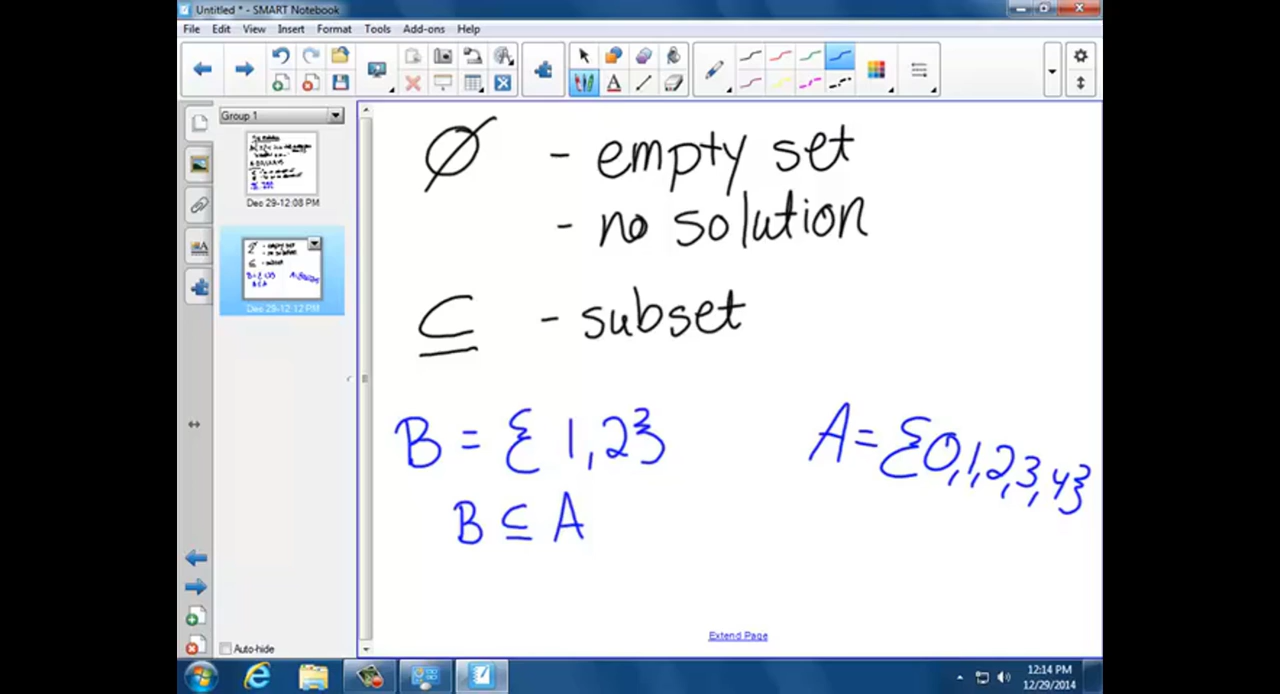 Untitled * - SMART Notebook
File Edit View Insert Format Tools Add-ons Help
Group 1
Dec 29-12:08 PM
Dec 29-12:12 PM
∅ - empty set
- no solution
⊆ - subset
B = { 1, 2 } A = { 0, 1, 2, 3, 4 }
B ⊆ A
Extend Page
Auto-hide
12:14 PM
12/29/2014